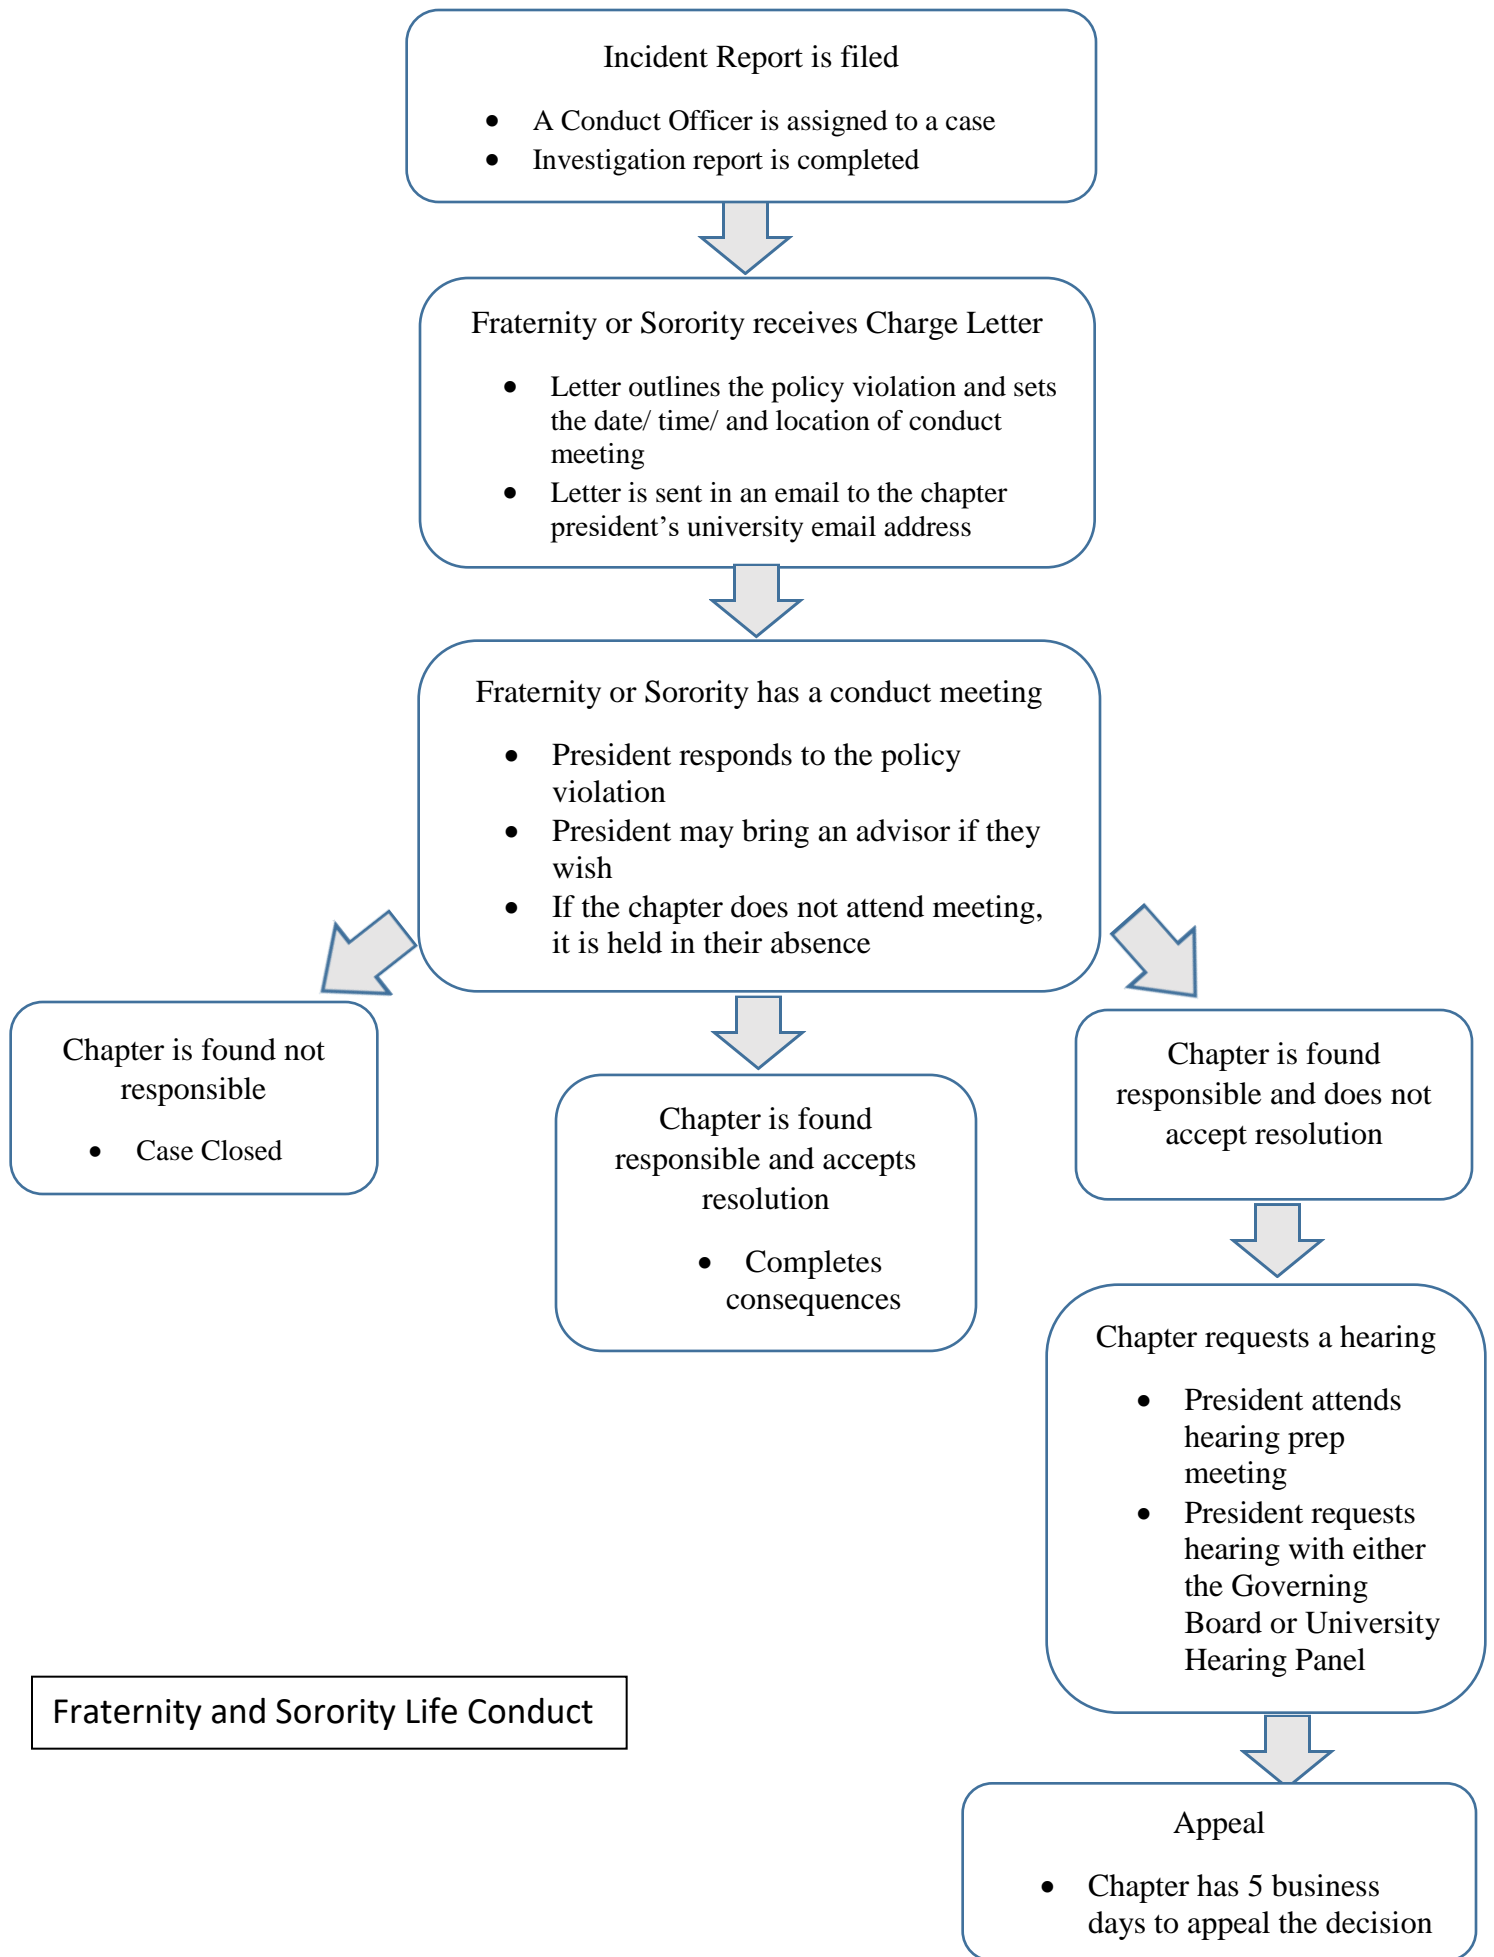 Incident Report is filed
• A Conduct Officer is assigned to a case
• Investigation report is completed
Fraternity or Sorority receives Charge Letter
• Letter outlines the policy violation and sets
the date/ time/ and location of conduct
meeting
• Letter is sent in an email to the chapter
president’s university email address
Fraternity or Sorority has a conduct meeting
• President responds to the policy
violation
• President may bring an advisor if they
wish
• If the chapter does not attend meeting,
it is held in their absence
Chapter is found not
responsible
• Case Closed
Chapter is found
responsible and accepts
resolution
• Completes
consequences
Chapter is found
responsible and does not
accept resolution
Chapter requests a hearing
• President attends
hearing prep
meeting
• President requests
hearing with either
the Governing
Board or University
Hearing Panel
Fraternity and Sorority Life Conduct
Appeal
• Chapter has 5 business
days to appeal the decision